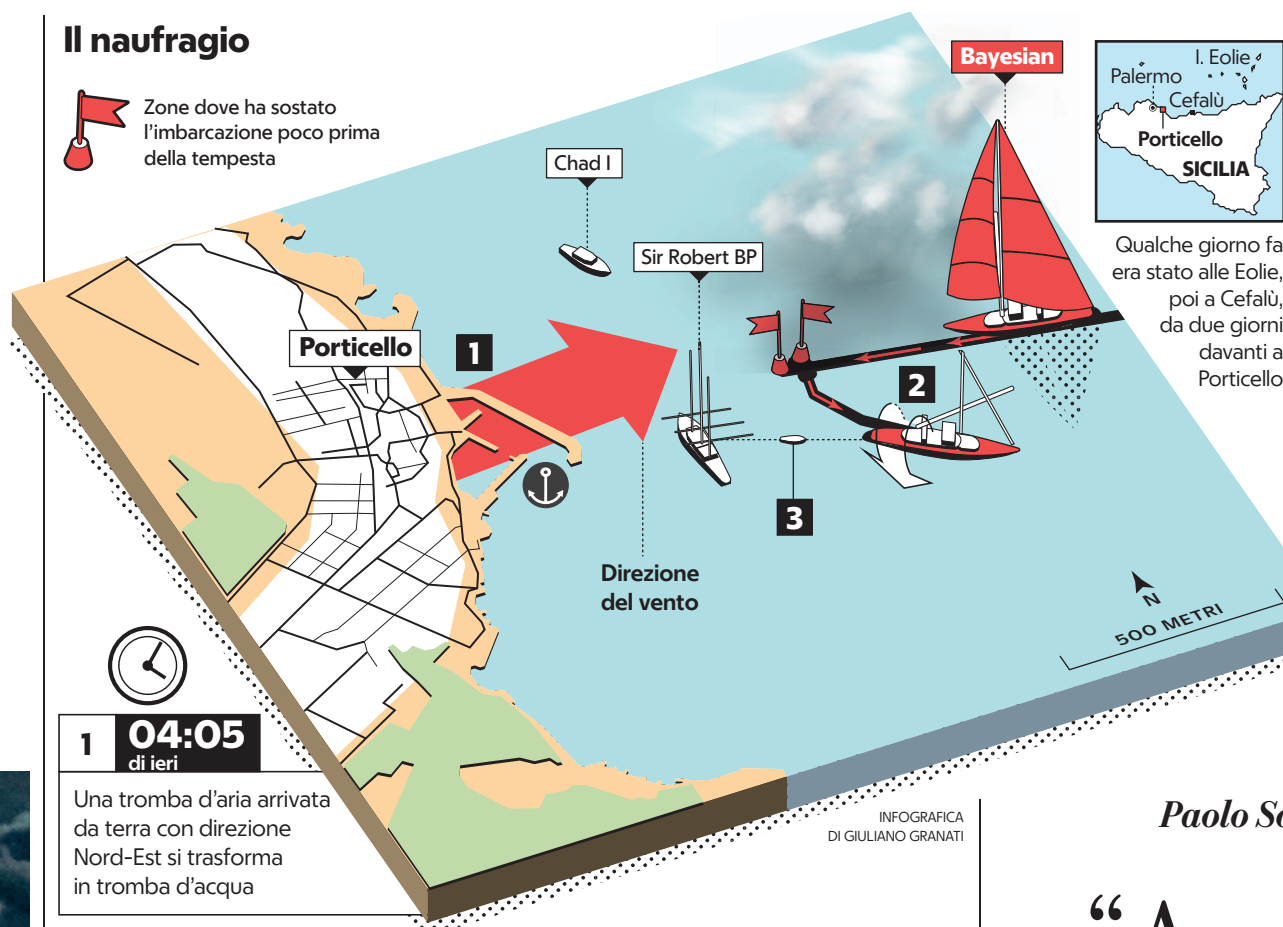 Il naufragio
Zone dove ha sostato
l'imbarcazione poco prima
della tempesta
Bayesian
Chad I
Sir Robert BP
Porticello
1
2
3
Direzione
del vento
N
500 METRI
I. Eolie
Palermo
Cefalù
Porticello
SICILIA
Qualche giorno fa
era stato alle Eolie,
poi a Cefalù,
da due giorni
davanti a
Porticello
1 04:05
di ieri
Una tromba d'aria arrivata
da terra con direzione
Nord-Est si trasforma
in tromba d'acqua
INFOGRAFICA
DI GIULIANO GRANATI
Paolo
“ A